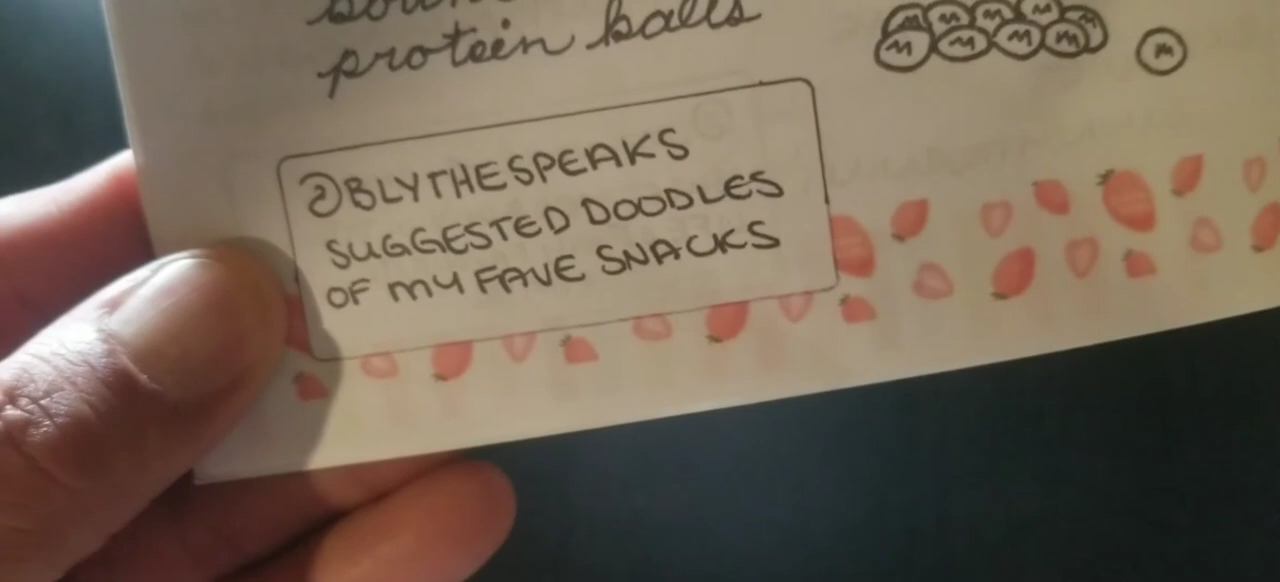 protein balls
@BLYTHESPEAKS
SUGGESTED DOODLES
OF MY FAVE SNACKS
M M M M M M M M M